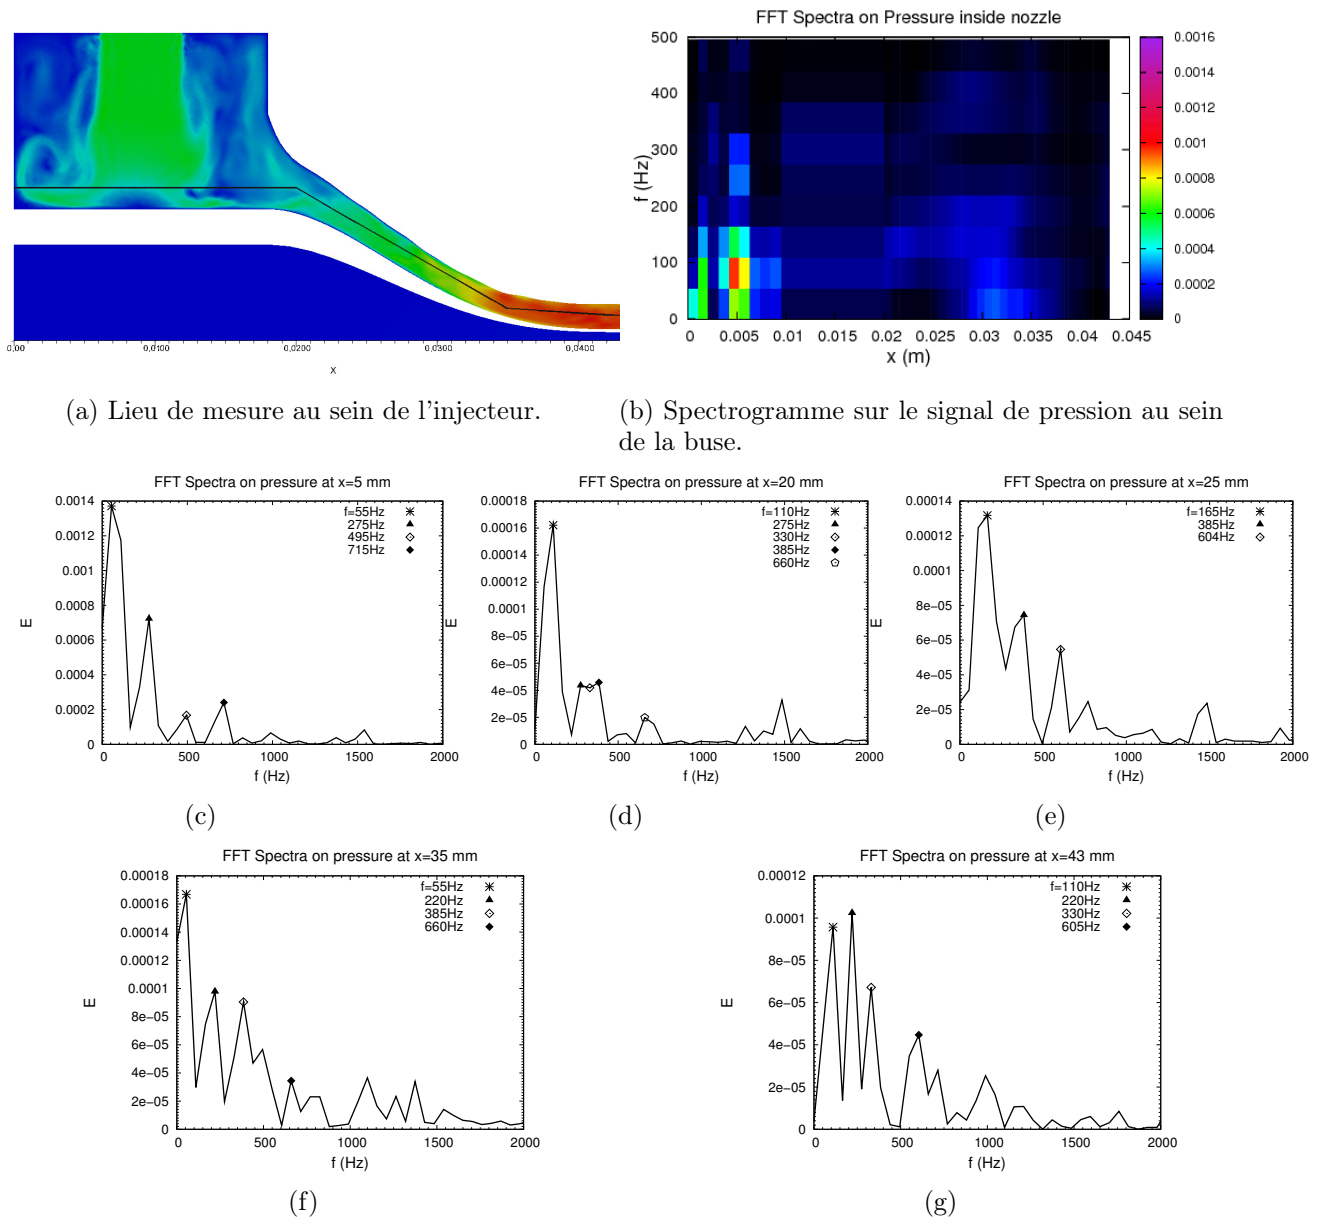 0.00 0.0100 0.0200 0.0300 0.0400
x
(a) Lieu de mesure au sein de l'injecteur.
FFT Spectra on Pressure inside nozzle
500
400
300
200
100
0
f (Hz)
0 0.005 0.01 0.015 0.02 0.025 0.03 0.035 0.04 0.045
x (m)
0.0016
0.0014
0.0012
0.001
0.0008
0.0006
0.0004
0.0002
0
(b) Spectrogramme sur le signal de pression au sein
de la buse.
FFT Spectra on pressure at x=5 mm
0.0014
0.0012
0.001
0.0008
0.0006
0.0004
0.0002
0
E
f=55Hz
275Hz
495Hz
715Hz
0 500 1000 1500 2000
f (Hz)
(c)
FFT Spectra on pressure at x=20 mm
0.00018
0.00016
0.00014
0.00012
0.0001
8e-05
6e-05
4e-05
2e-05
0
E
f=110Hz
275Hz
330Hz
385Hz
660Hz
0 500 1000 1500 2000
f (Hz)
(d)
FFT Spectra on pressure at x=25 mm
0.00014
0.00012
0.0001
8e-05
6e-05
4e-05
2e-05
0
E
f=165Hz
385Hz
604Hz
0 500 1000 1500 2000
f (Hz)
(e)
FFT Spectra on pressure at x=35 mm
0.00018
0.00016
0.00014
0.00012
0.0001
8e-05
6e-05
4e-05
2e-05
0
E
f=55Hz
220Hz
385Hz
660Hz
0 500 1000 1500 2000
f (Hz)
(f)
FFT Spectra on pressure at x=43 mm
0.00012
0.0001
8e-05
6e-05
4e-05
2e-05
0
E
f=110Hz
220Hz
330Hz
605Hz
0 500 1000 1500 2000
f (Hz)
(g)